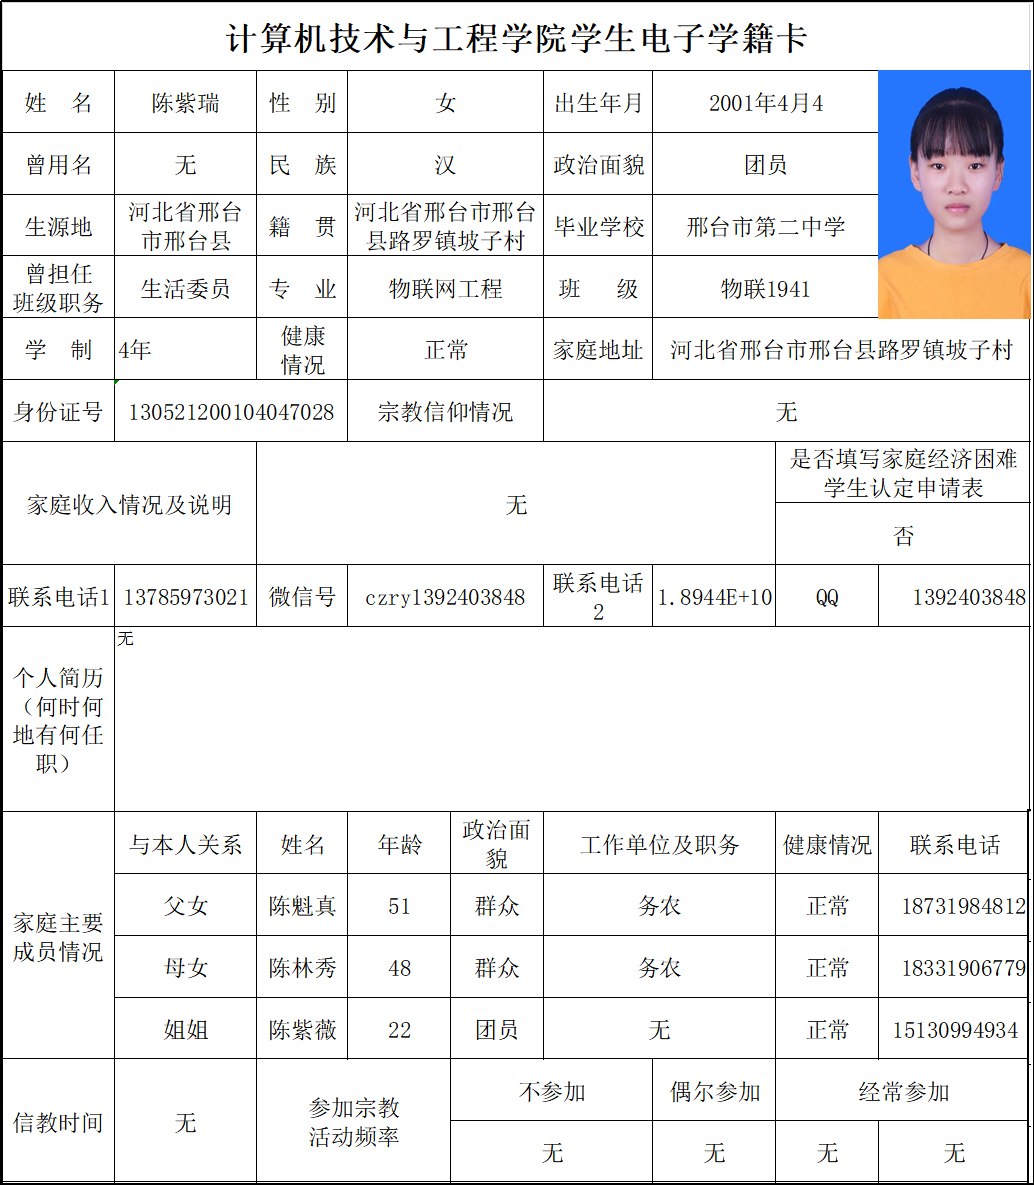 计算机技术与工程学院学生电子学籍卡
姓 名 陈紫瑞 性 别 女 出生年月 2001年4月4
曾用名 无 民 族 汉 政治面貌 团员
生源地 河北省邢台市邢台县 籍 贯 河北省邢台市邢台县路罗镇坡子村 毕业学校 邢台市第二中学
曾担任班级职务 生活委员 专 业 物联网工程 班 级 物联1941
学 制 4年 健康情况 正常 家庭地址 河北省邢台市邢台县路罗镇坡子村
身份证号 130521200104047028 宗教信仰情况 无
家庭收入情况及说明 无 是否填写家庭经济困难学生认定申请表
否
联系电话1 13785973021 微信号 czry1392403848 联系电话2 1.8944E+10 QQ 1392403848
个人简历（何时何地有何任职） 无
家庭主要成员情况 与本人关系 姓名 年龄 政治面貌 工作单位及职务 健康情况 联系电话
父女 陈魁真 51 群众 务农 正常 18731984812
母女 陈林秀 48 群众 务农 正常 18331906779
姐姐 陈紫薇 22 团员 无 正常 15130994934
信教时间 无 参加宗教活动频率 不参加 偶尔参加 经常参加
无 无 无 无